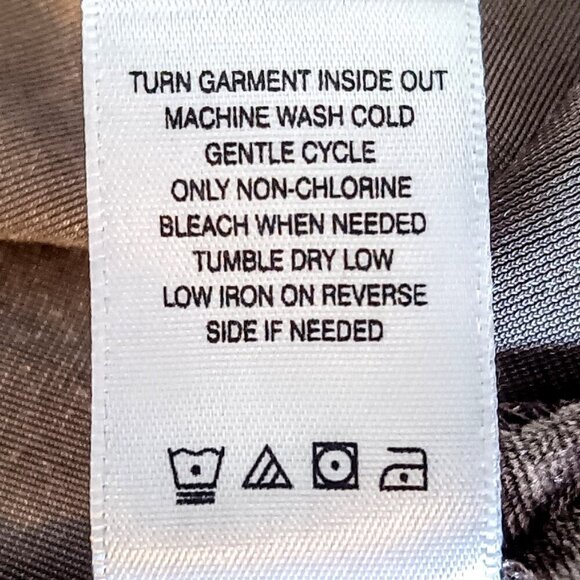 TURN GARMENT INSIDE OUT
MACHINE WASH COLD
GENTLE CYCLE
ONLY NON-CHLORINE
BLEACH WHEN NEEDED
TUMBLE DRY LOW
LOW IRON ON REVERSE
SIDE IF NEEDED